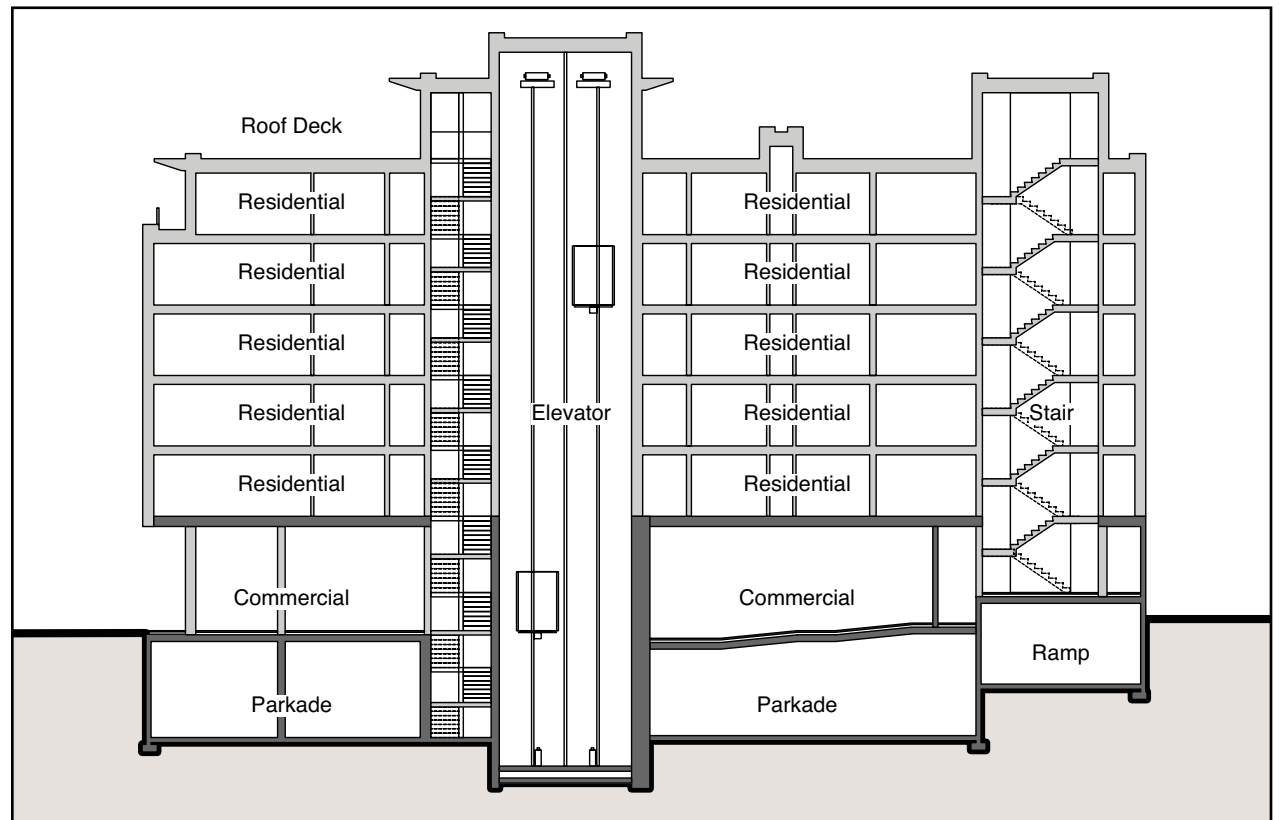 Roof Deck
Residential
Residential
Residential
Residential
Residential
Residential
Elevator
Residential
Stair
Residential
Residential
Residential
Residential
Commercial
Commercial
Ramp
Parkade
Parkade